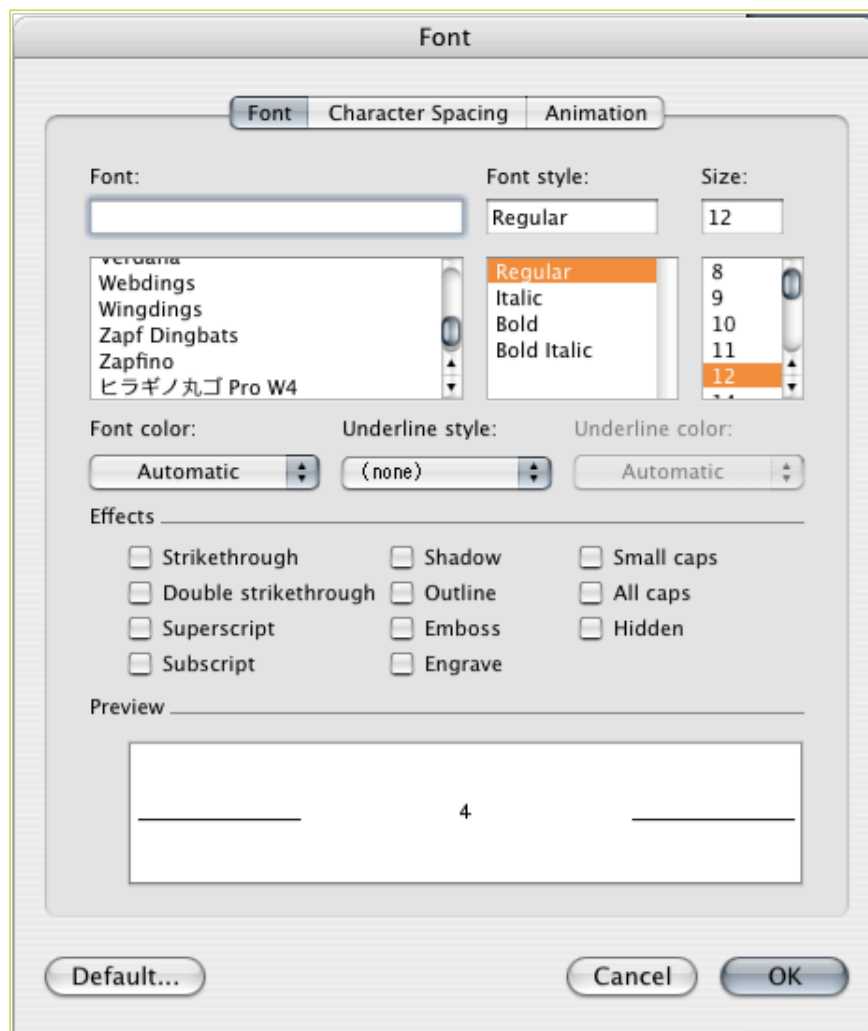 Font
Font Character Spacing Animation
Font: Font style: Size:
Regular 12
Verdana Regular 8
Webdings Italic 9
Wingdings Bold 10
Zapf Dingbats Bold Italic 11
Zapfino 12
ヒラギノ丸ゴ Pro W4 14
Font color: Underline style: Underline color:
Automatic (none) Automatic
Effects
Strikethrough Shadow Small caps
Double strikethrough Outline All caps
Superscript Emboss Hidden
Subscript Engrave
Preview
4
Default... Cancel OK